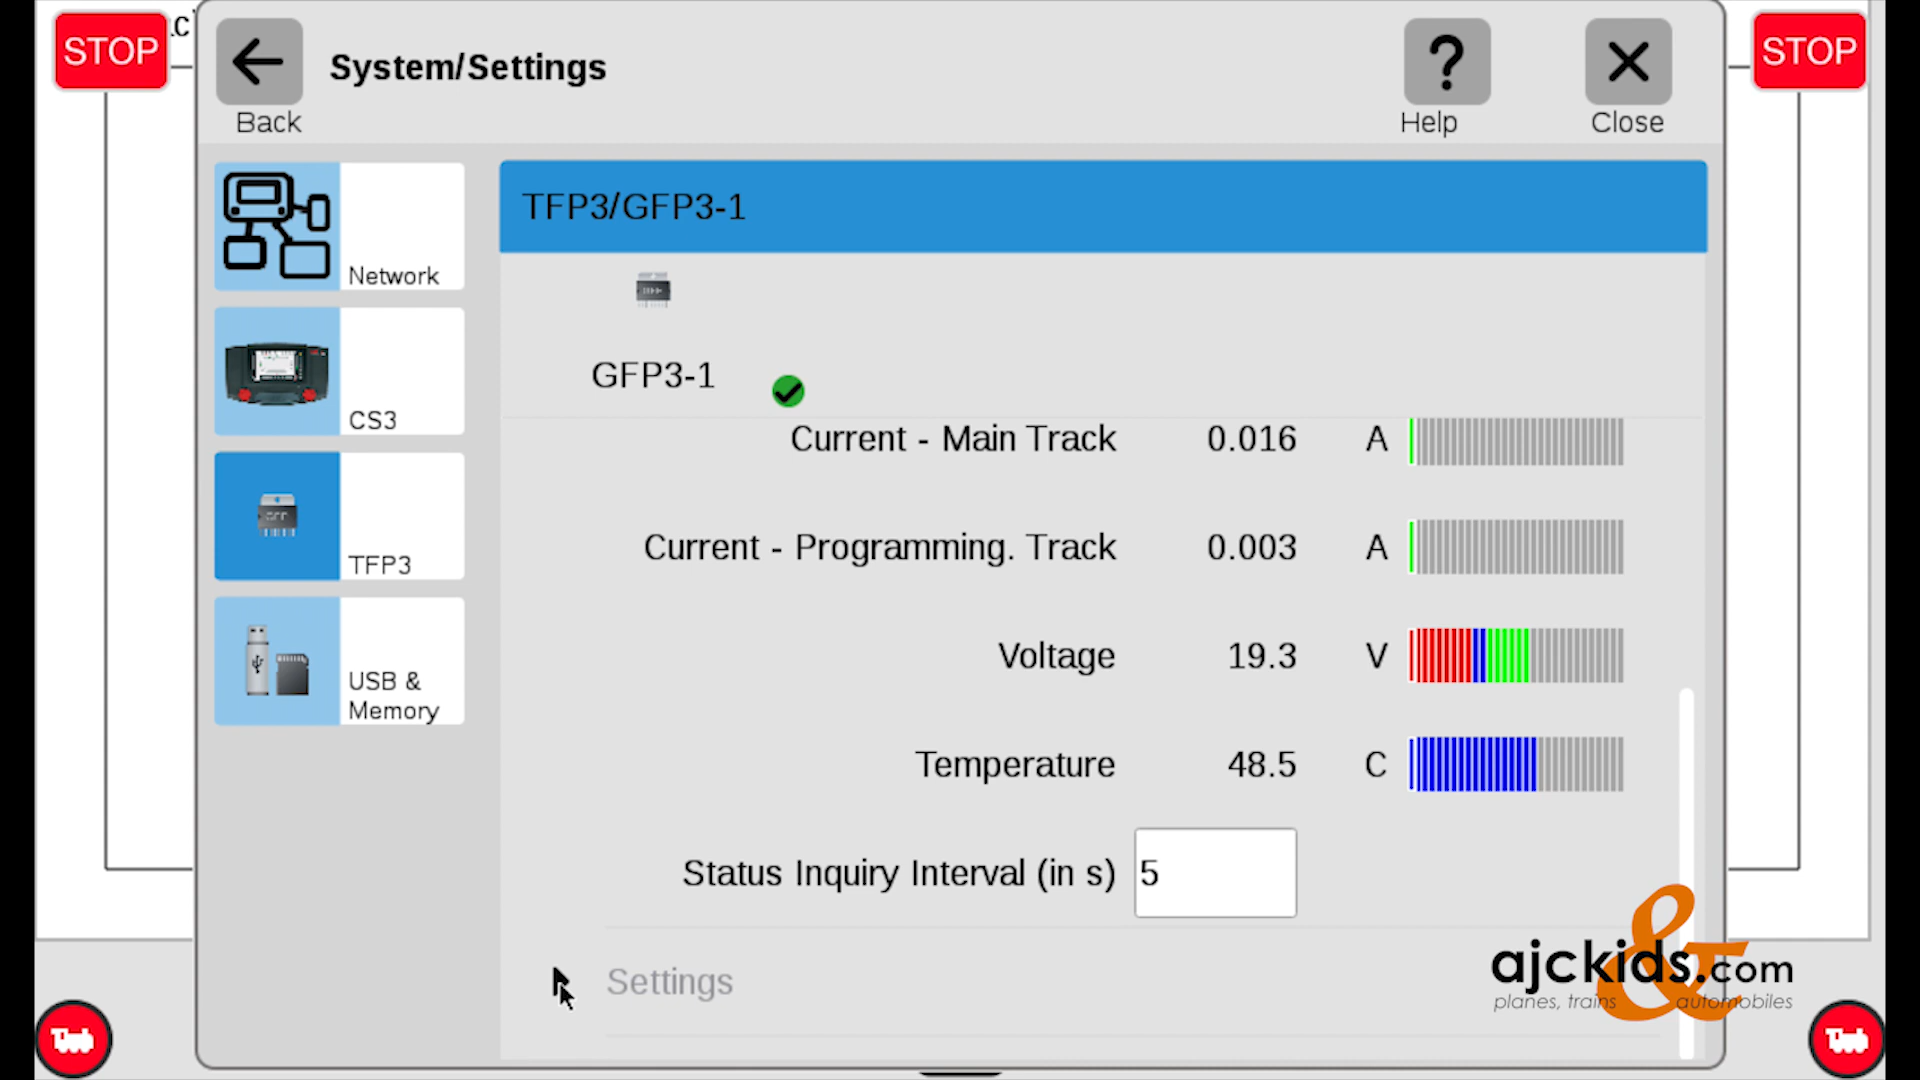 STOP
STOP
System/Settings
Back
Help
Close
Network
CS3
TFP3
USB &
Memory
TFP3/GFP3-1
GFP3-1
Current - Main Track 0.016 A
Current - Programming. Track 0.003 A
Voltage 19.3 V
Temperature 48.5 C
Status Inquiry Interval (in s) 5
Settings
ajckids.com
planes, trains & automobiles